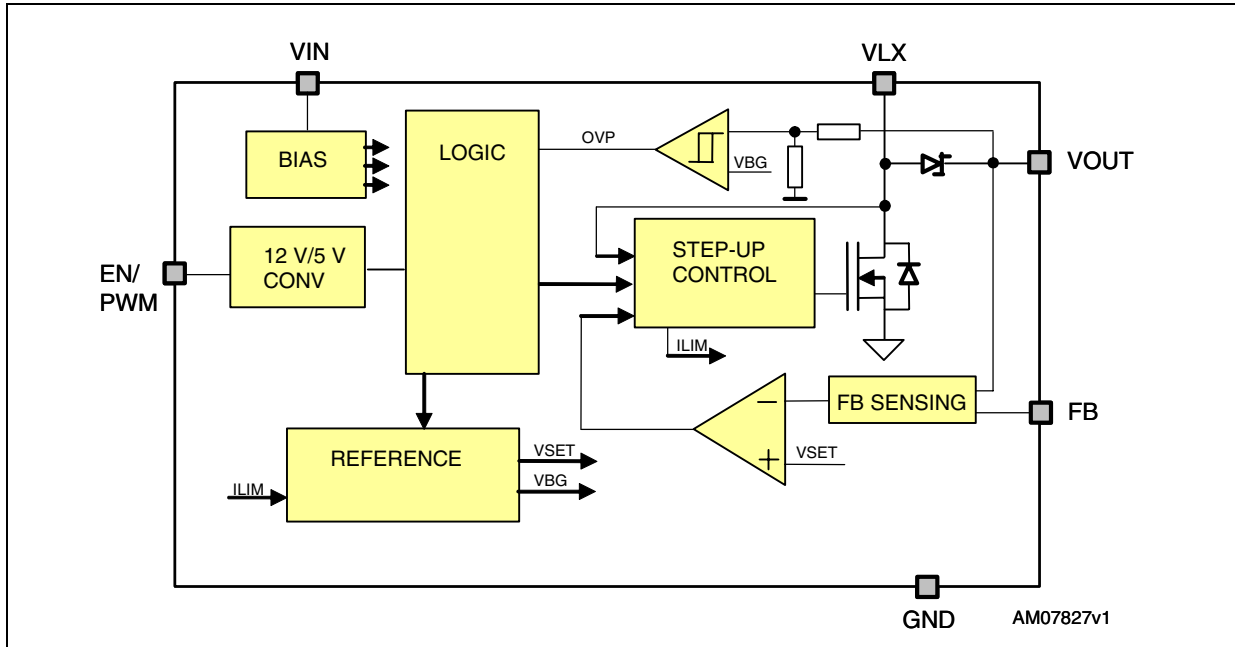 VIN
VLX
BIAS
LOGIC
OVP
VBG
VOUT
12 V/5 V
CONV
EN/
PWM
STEP-UP
CONTROL
ILIM
FB SENSING
FB
−
+
VSET
REFERENCE
VSET
VBG
ILIM
GND
AM07827v1